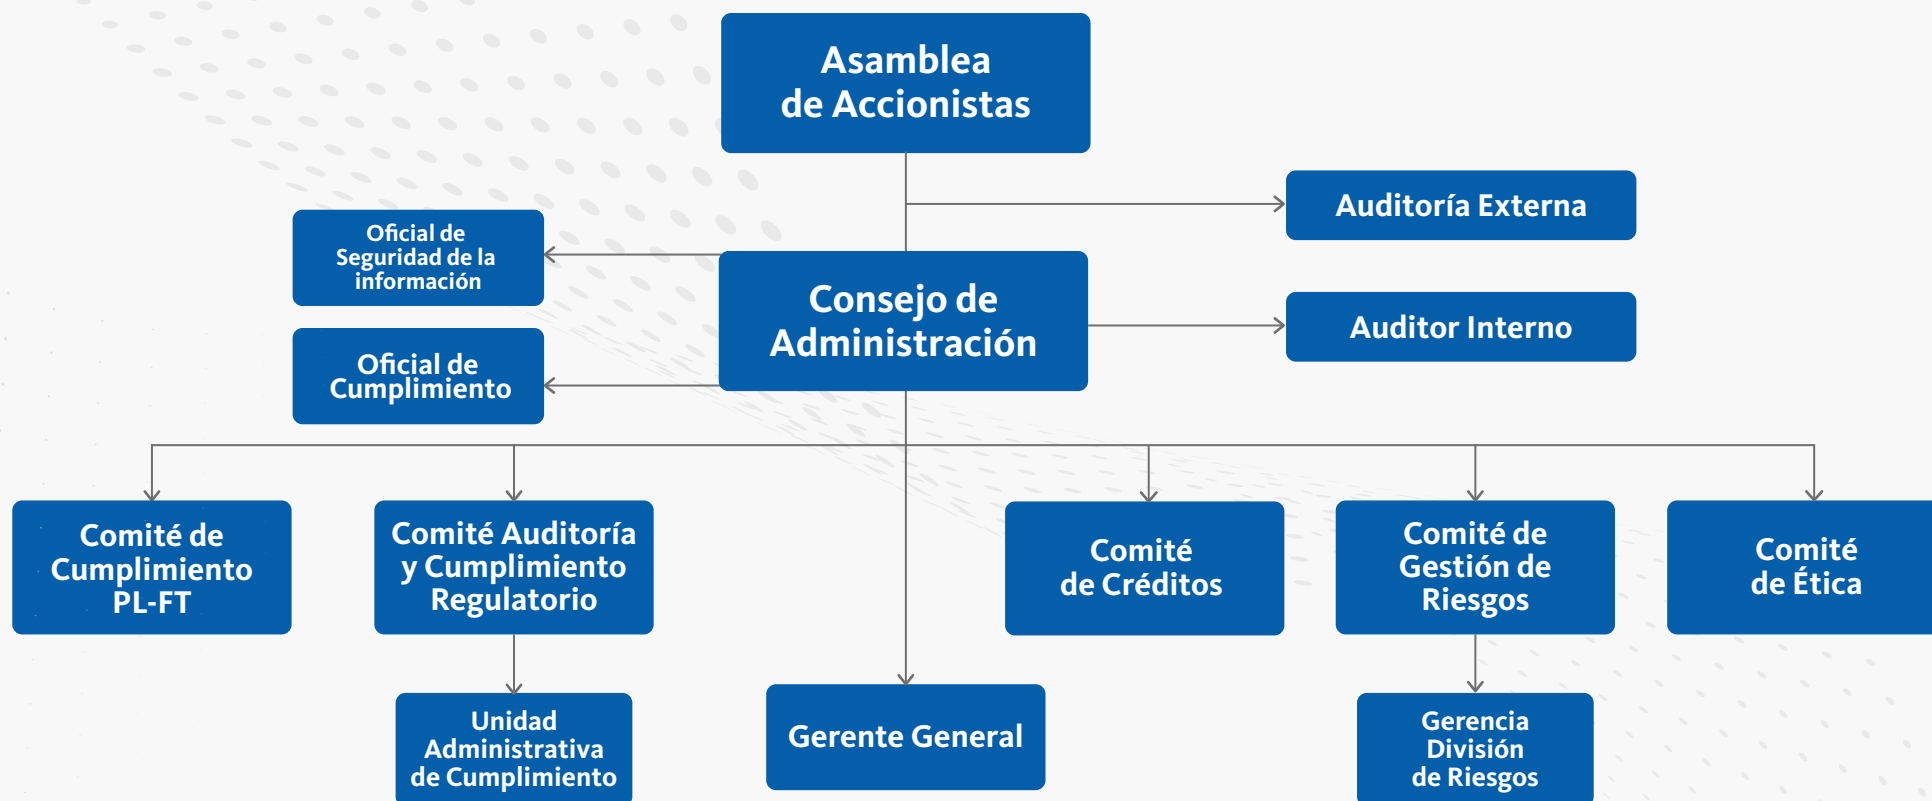 Asamblea
de Accionistas
Auditoría Externa
Oficial de
Seguridad de la
información
Consejo de
Administración
Auditor Interno
Oficial de
Cumplimiento
Comité de
Cumplimiento
PL-FT
Comité Auditoría
y Cumplimiento
Regulatorio
Comité
de Créditos
Comité de
Gestión de
Riesgos
Comité
de Ética
Unidad
Administrativa
de Cumplimiento
Gerente General
Gerencia
División
de Riesgos